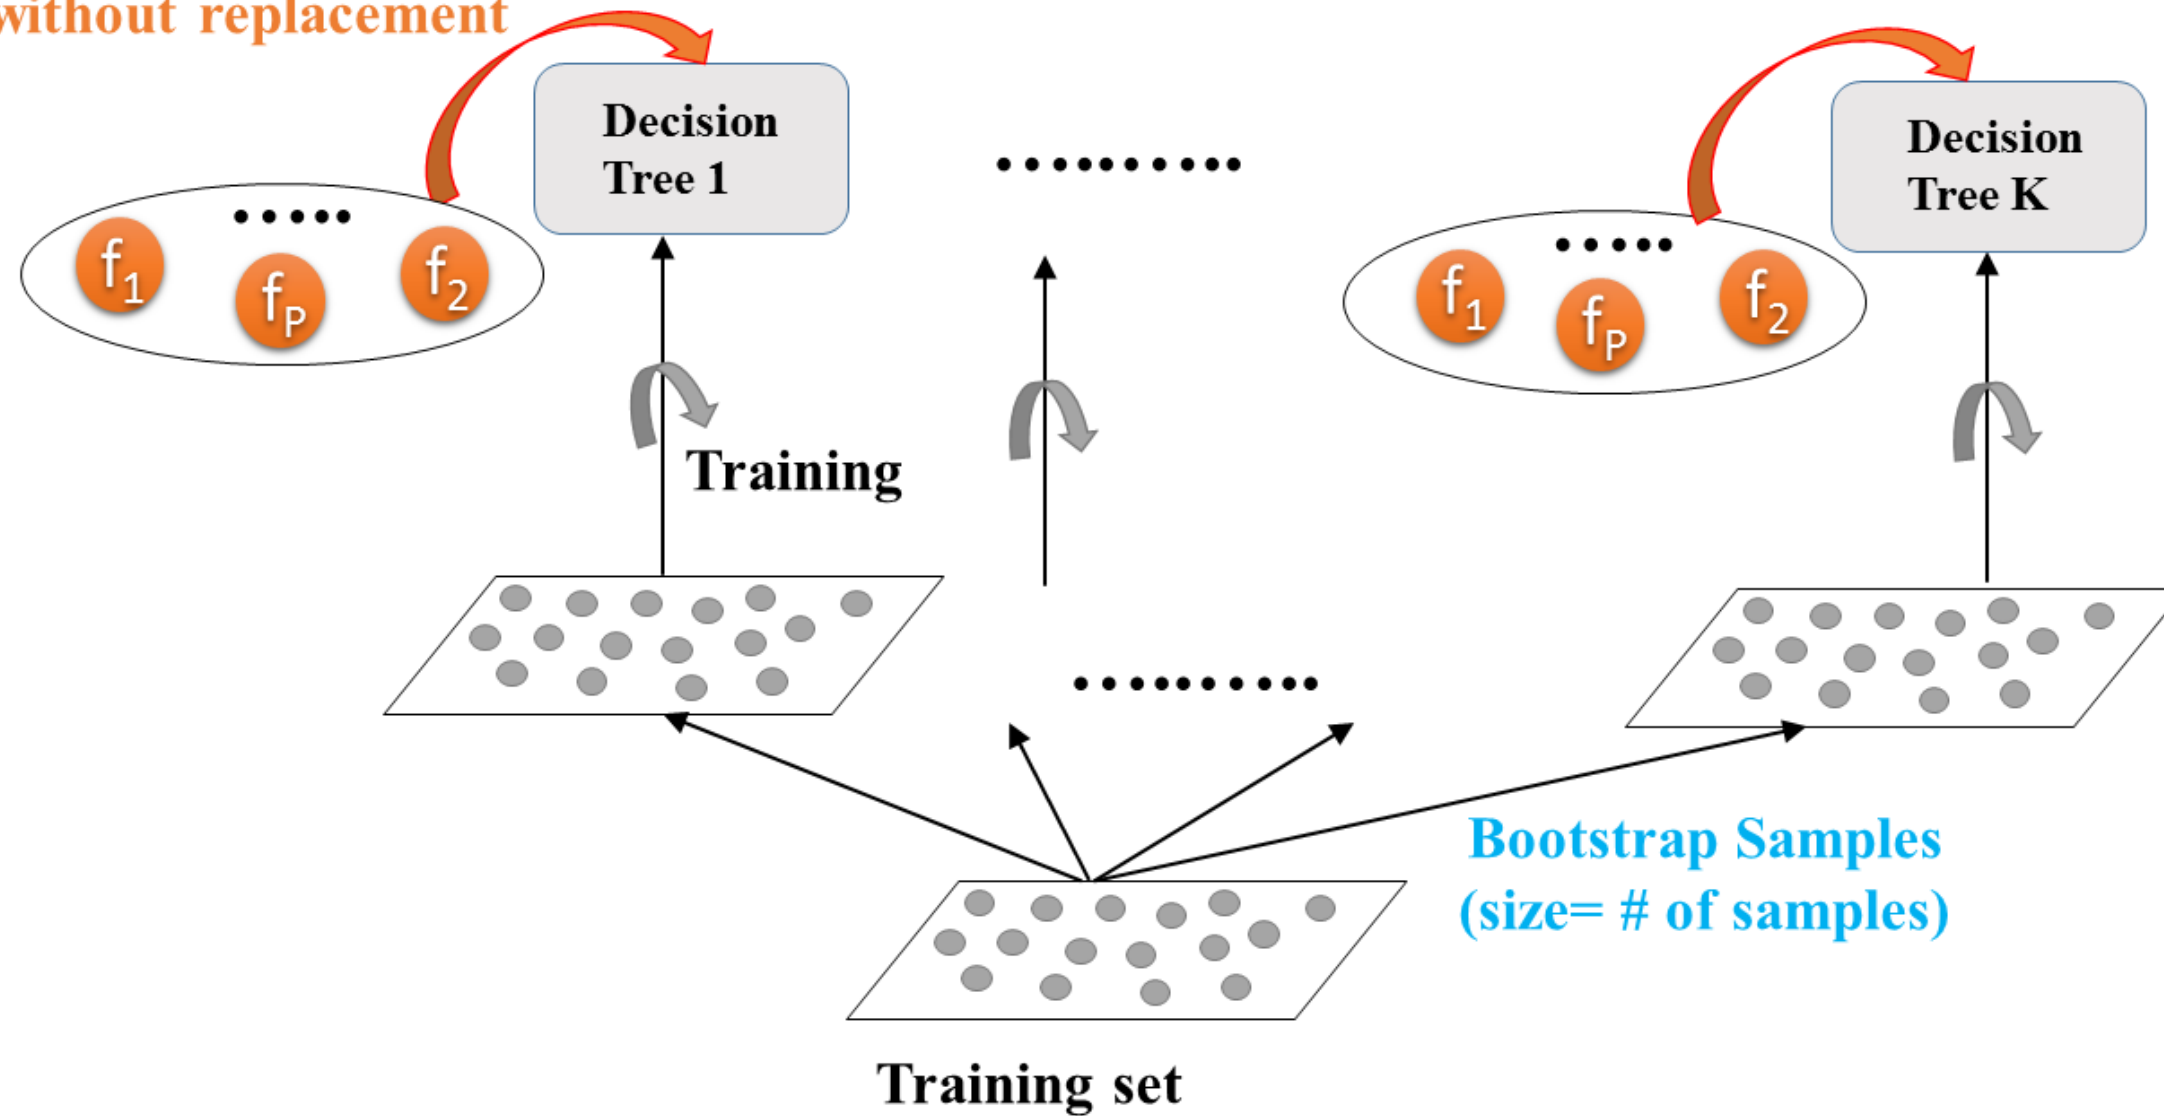 without replacement
Decision
Tree 1
Decision
Tree K
f1
fP
f2
f1
fP
f2
Training
Bootstrap Samples
(size= # of samples)
Training set